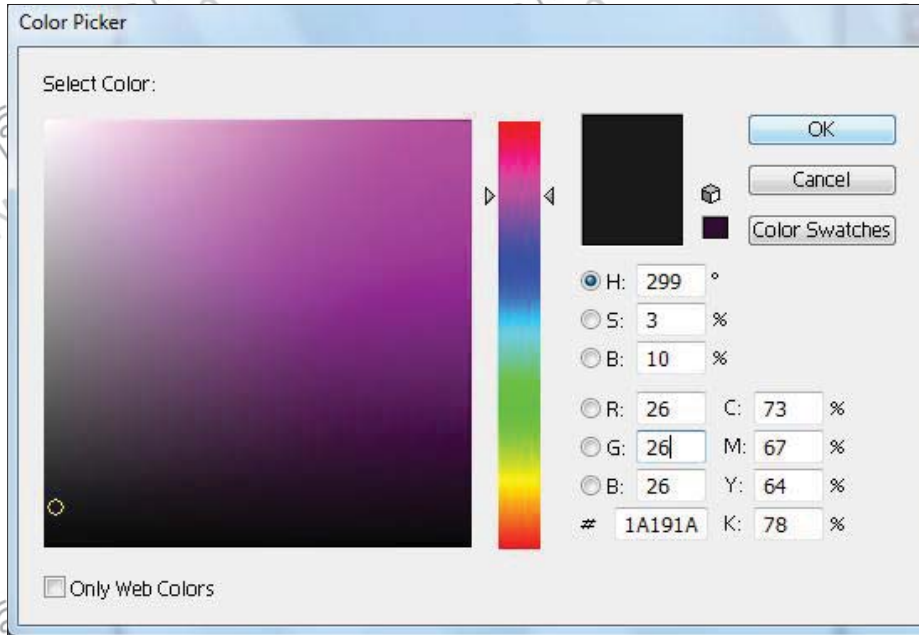 Color Picker
Select Color:
OK
Cancel
Color Swatches
H: 299 °
S: 3 %
B: 10 %
R: 26 C: 73 %
G: 26 M: 67 %
B: 26 Y: 64 %
# 1A191A K: 78 %
Only Web Colors